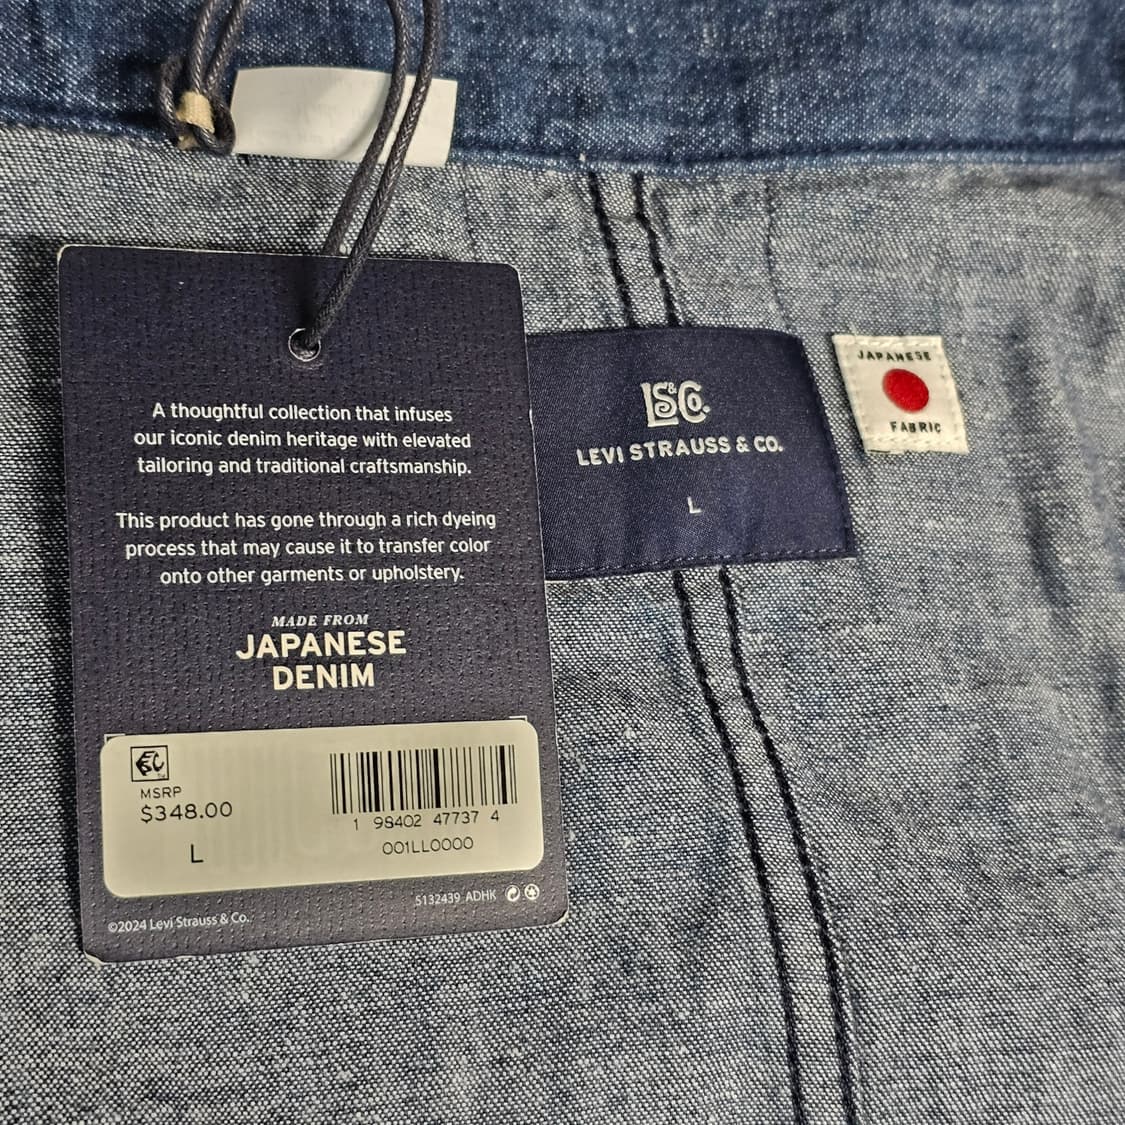 A thoughtful collection that infuses
our iconic denim heritage with elevated
tailoring and traditional craftsmanship.
This product has gone through a rich dyeing
process that may cause it to transfer color
onto other garments or upholstery.
MADE FROM
JAPANESE
DENIM
MSRP
$348.00
L
1 98402 47737 4
001LL0000
5132439 ADHK
©2024 Levi Strauss & Co.
LS&Co.
LEVI STRAUSS & CO.
L
JAPANESE
FABRIC